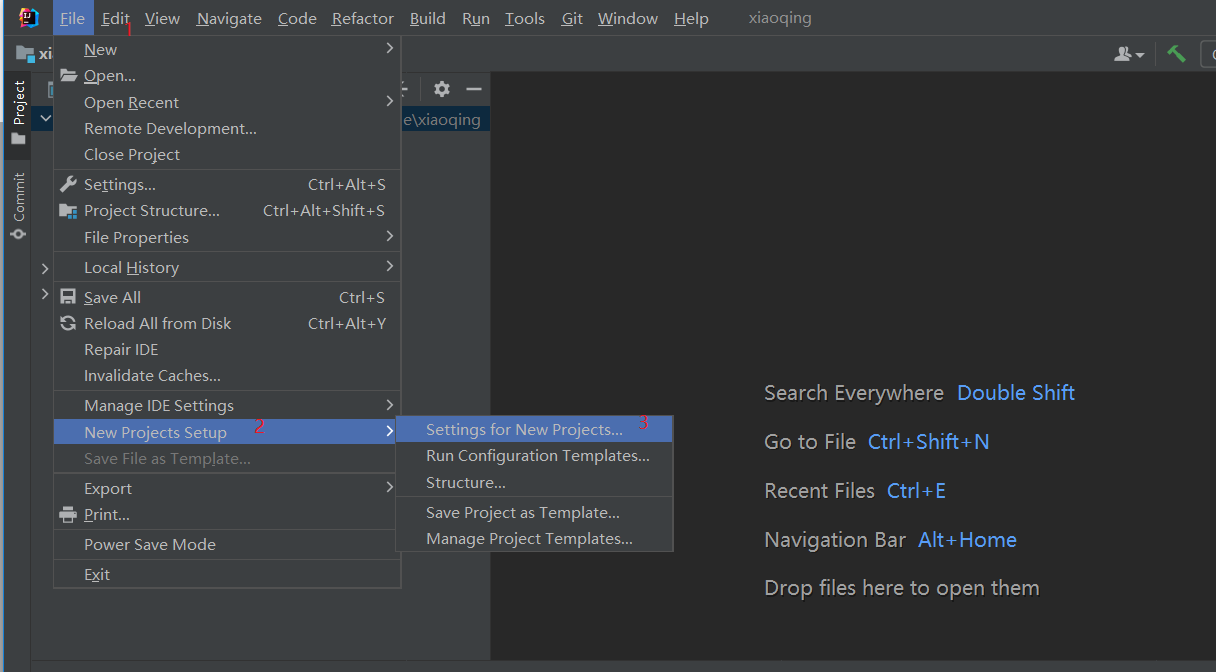 File Edit View Navigate Code Refactor Build Run Tools Git Window Help xiaoqing
1
xi
Project
Commit
e\xiaoqing
New
Open...
Open Recent
Remote Development...
Close Project
Settings... Ctrl+Alt+S
Project Structure... Ctrl+Alt+Shift+S
File Properties
Local History
Save All Ctrl+S
Reload All from Disk Ctrl+Alt+Y
Repair IDE
Invalidate Caches...
Manage IDE Settings
New Projects Setup 2
Save File as Template...
Export
Print...
Power Save Mode
Exit
Settings for New Projects... 3
Run Configuration Templates...
Structure...
Save Project as Template...
Manage Project Templates...
Search Everywhere Double Shift
Go to File Ctrl+Shift+N
Recent Files Ctrl+E
Navigation Bar Alt+Home
Drop files here to open them